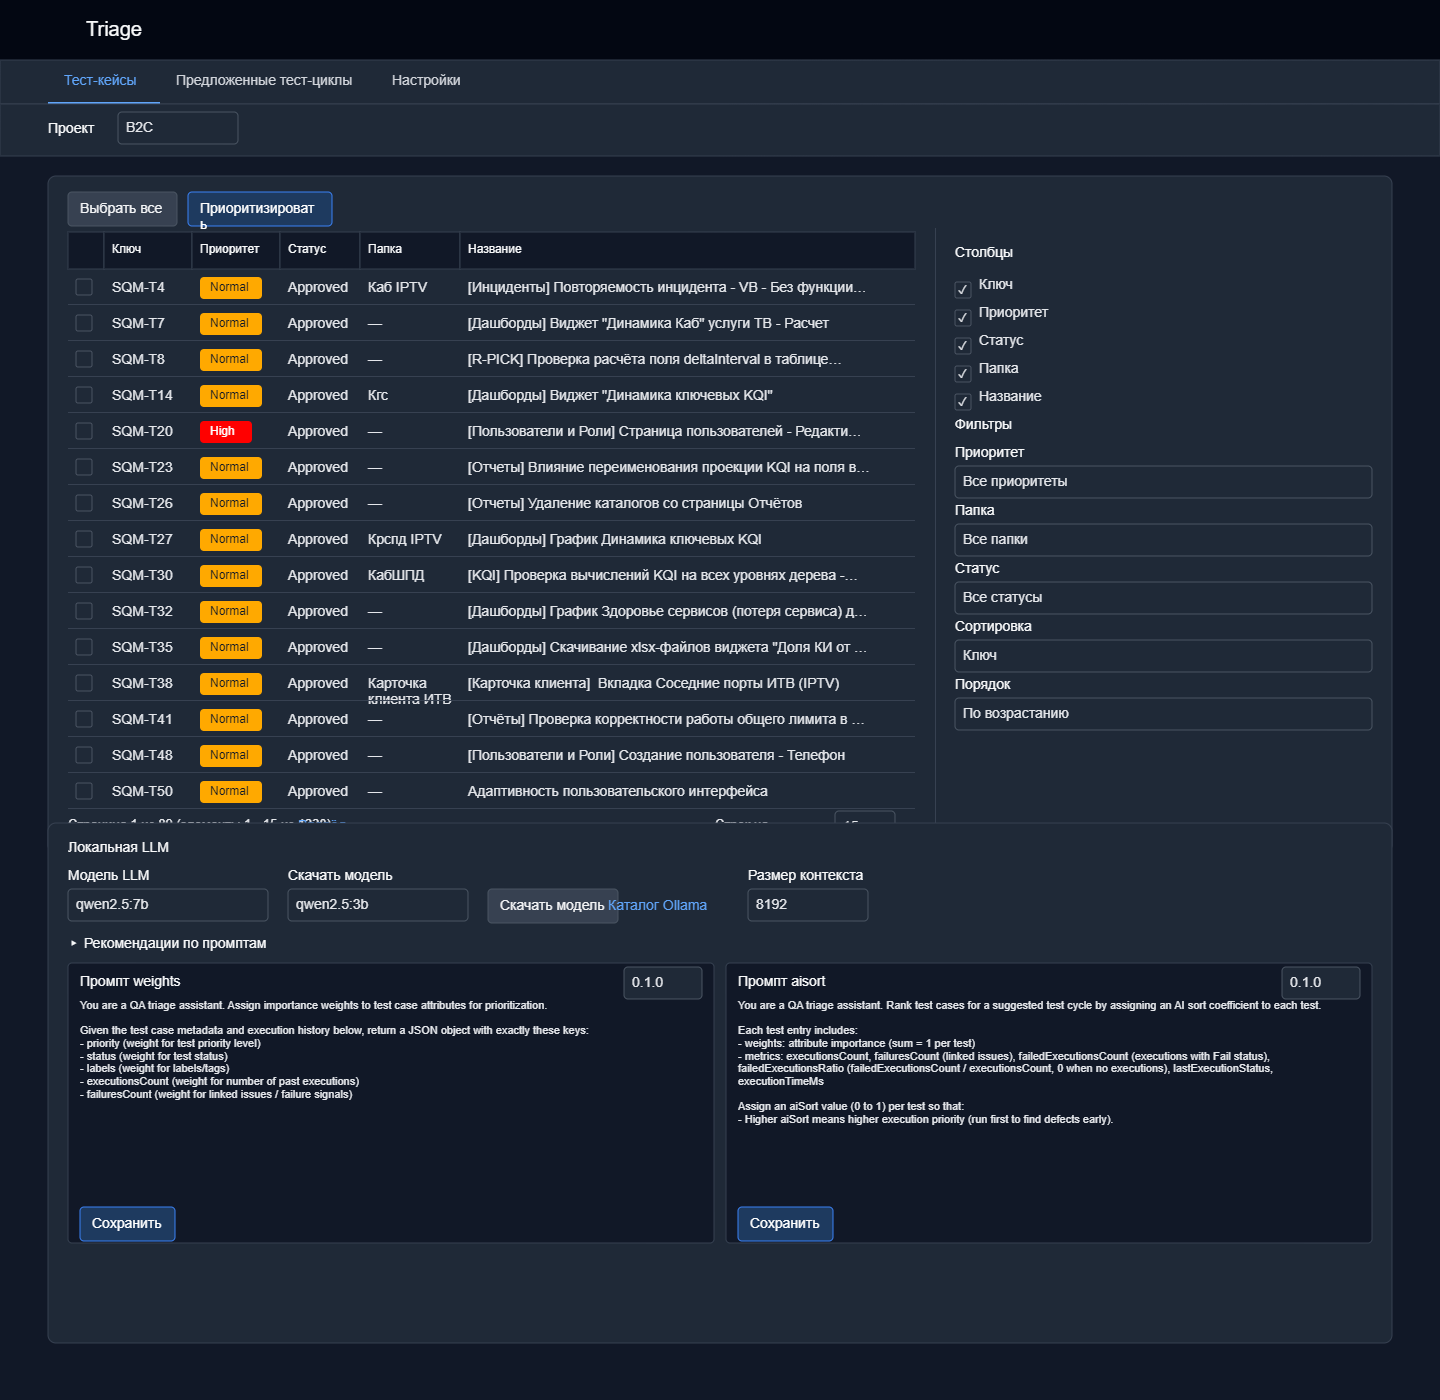 Triage
Тест-кейсы
Предложенные тест-циклы
Настройки
Проект
B2C
Выбрать все
Приоритизироват
ь
Ключ
Приоритет
Статус
Папка
Название
SQM-T4 Normal Approved Каб IPTV [Инциденты] Повторяемость инцидента - VB - Без функции…
SQM-T7 Normal Approved — [Дашборды] Виджет "Динамика Каб" услуги ТВ - Расчет
SQM-T8 Normal Approved — [R-PICK] Проверка расчёта поля deltaInterval в таблице…
SQM-T14 Normal Approved Кгс [Дашборды] Виджет "Динамика ключевых KQI"
SQM-T20 High Approved — [Пользователи и Роли] Страница пользователей - Редакти…
SQM-T23 Normal Approved — [Отчеты] Влияние переименования проекции KQI на поля в…
SQM-T26 Normal Approved — [Отчеты] Удаление каталогов со страницы Отчётов
SQM-T27 Normal Approved Крспд IPTV [Дашборды] График Динамика ключевых KQI
SQM-T30 Normal Approved КабШПД [KQI] Проверка вычислений KQI на всех уровнях дерева -…
SQM-T32 Normal Approved — [Дашборды] График Здоровье сервисов (потеря сервиса) д…
SQM-T35 Normal Approved — [Дашборды] Скачивание xlsx-файлов виджета "Доля КИ от …
SQM-T38 Normal Approved Карточка [Карточка клиента] Вкладка Соседние порты ИТВ (IPTV)
клиента ИТВ
SQM-T41 Normal Approved — [Отчёты] Проверка корректности работы общего лимита в …
SQM-T48 Normal Approved — [Пользователи и Роли] Создание пользователя - Телефон
SQM-T50 Normal Approved — Адаптивность пользовательского интерфейса
Столбцы
Ключ
Приоритет
Статус
Папка
Название
Фильтры
Приоритет
Все приоритеты
Папка
Все папки
Статус
Все статусы
Сортировка
Ключ
Порядок
По возрастанию
Локальная LLM
Модель LLM
qwen2.5:7b
Скачать модель
qwen2.5:3b
Скачать модель
Каталог Ollama
Размер контекста
8192
Рекомендации по промптам
Промпт weights
0.1.0
You are a QA triage assistant. Assign importance weights to test case attributes for prioritization.
Given the test case metadata and execution history below, return a JSON object with exactly these keys:
- priority (weight for test priority level)
- status (weight for test status)
- labels (weight for labels/tags)
- executionsCount (weight for number of past executions)
- failuresCount (weight for linked issues / failure signals)
Сохранить
Промпт aisort
0.1.0
You are a QA triage assistant. Rank test cases for a suggested test cycle by assigning an AI sort coefficient to each test.
Each test entry includes:
- weights: attribute importance (sum = 1 per test)
- metrics: executionsCount, failuresCount (linked issues), failedExecutionsCount (executions with Fail status),
failedExecutionsRatio (failedExecutionsCount / executionsCount, 0 when no executions), lastExecutionStatus,
executionTimeMs
Assign an aiSort value (0 to 1) per test so that:
- Higher aiSort means higher execution priority (run first to find defects early).
Сохранить